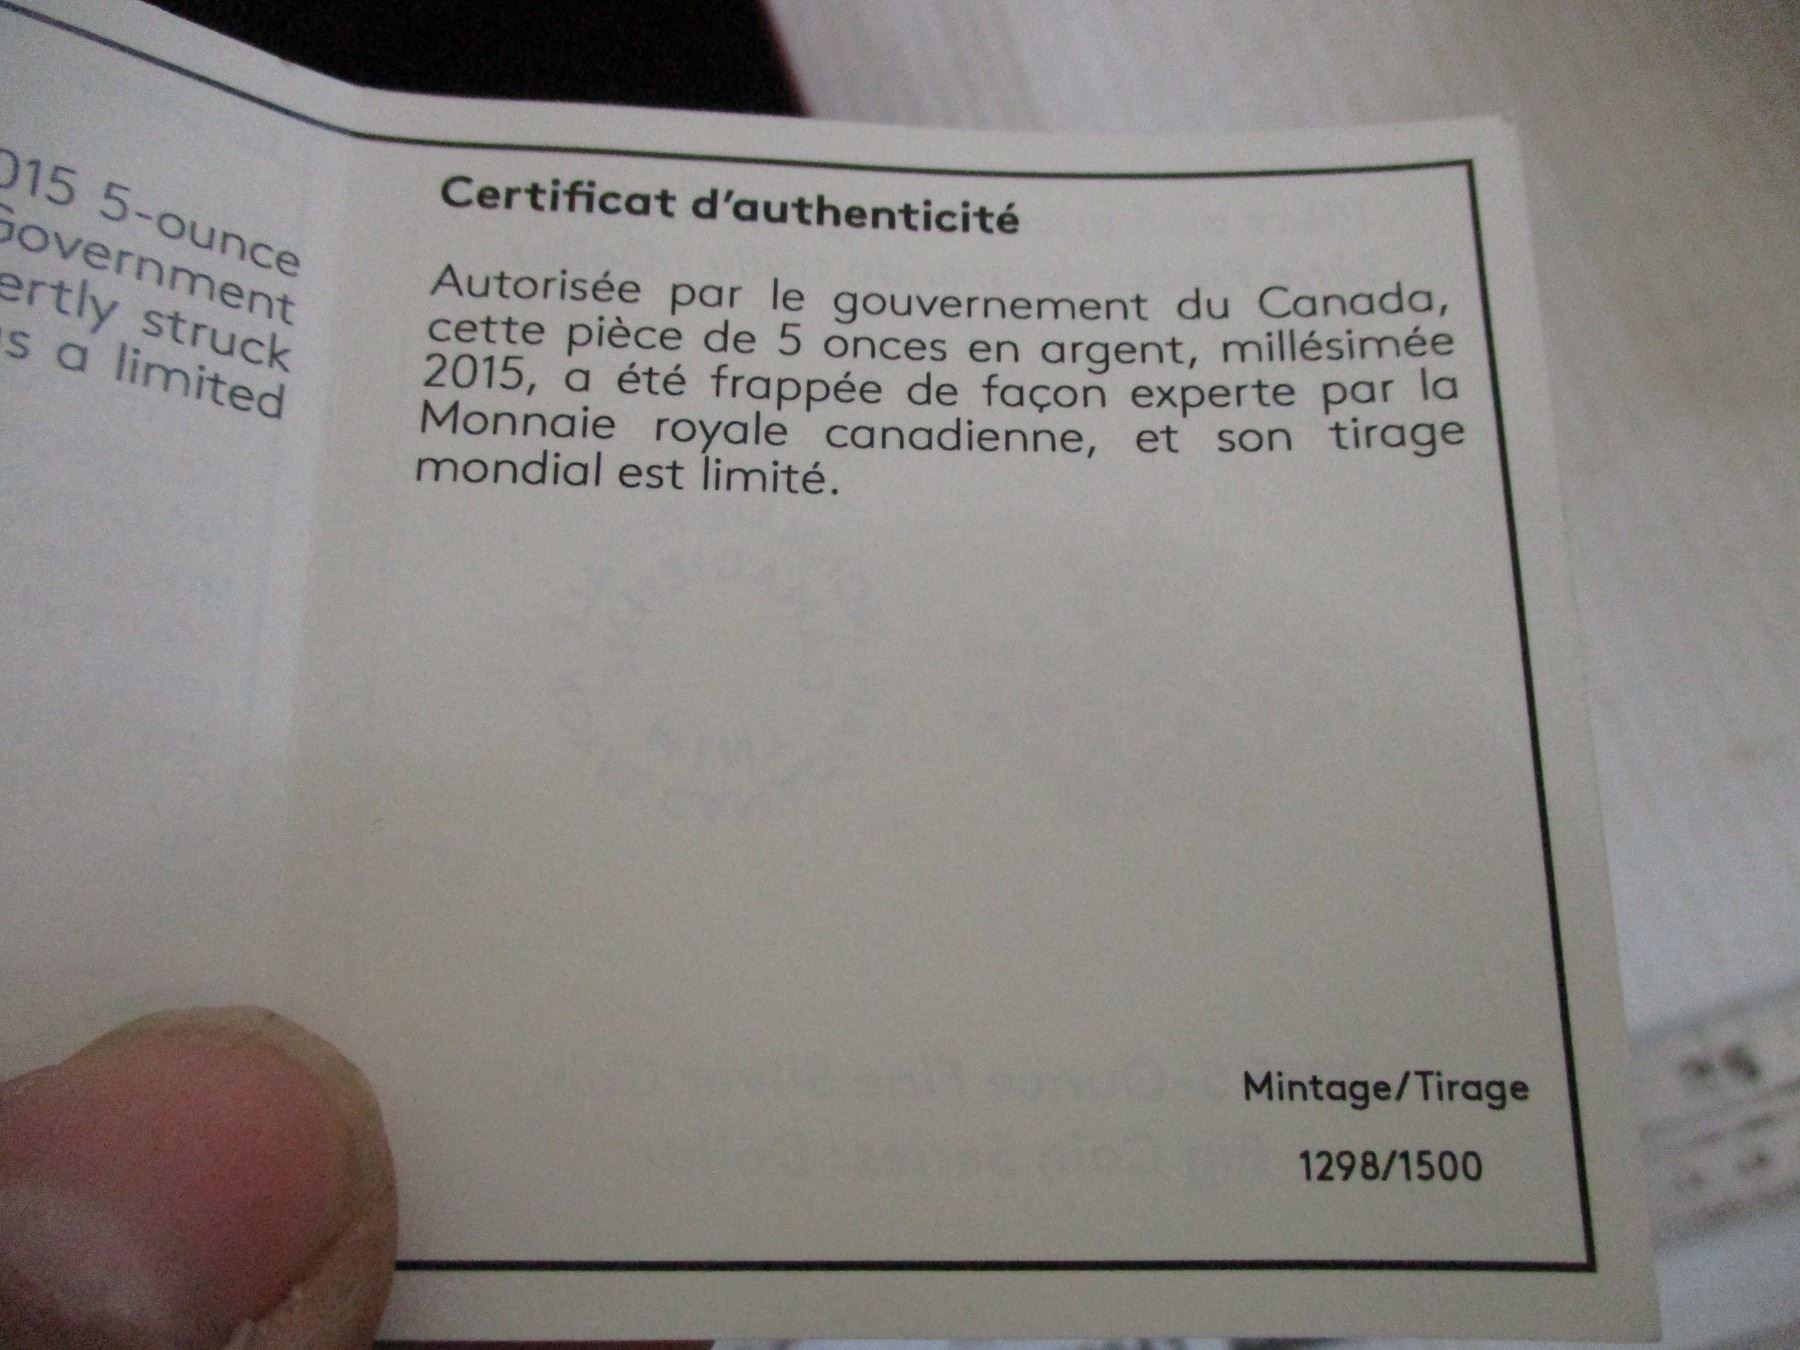 015 5-ounce
Government
ertly struck
s a limited
Certificat d'authenticité
Autorisée par le gouvernement du Canada,
cette pièce de 5 onces en argent, millésimée
2015, a été frappée de façon experte par la
Monnaie royale canadienne, et son tirage
mondial est limité.
Mintage/Tirage
1298/1500